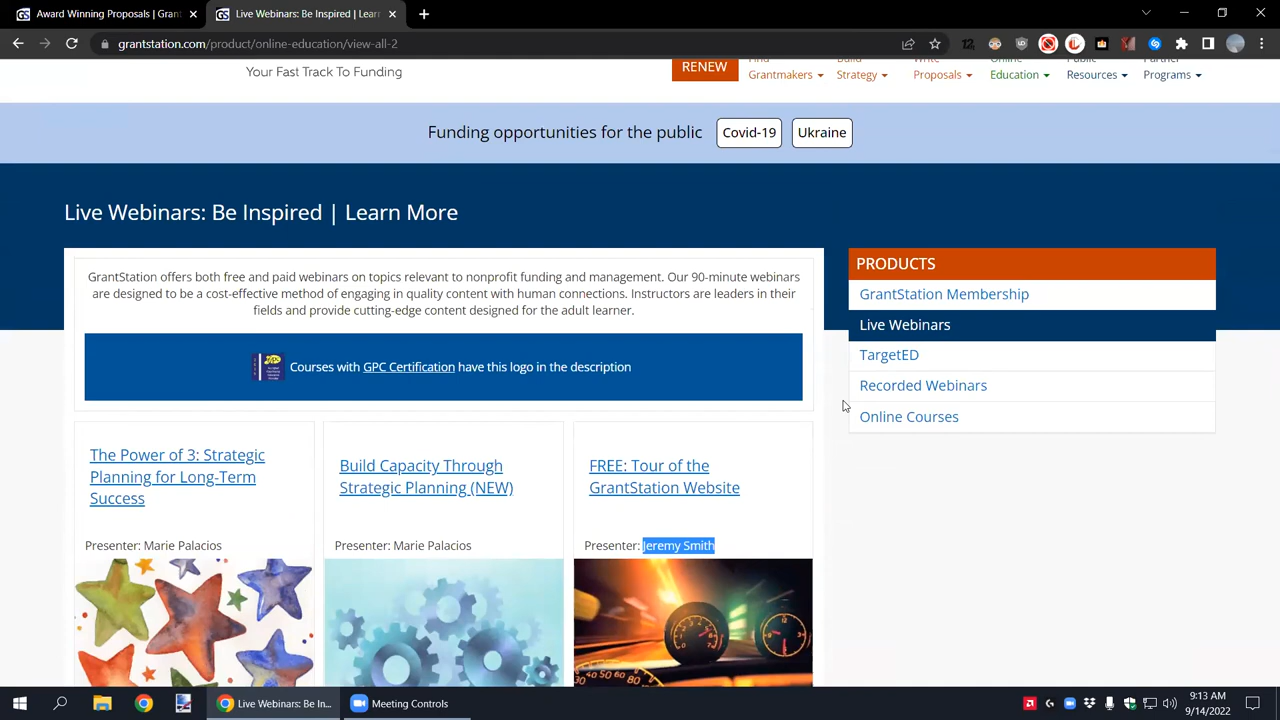 Award Winning Proposals | Grant
Live Webinars: Be Inspired | Learn
grantstation.com/product/online-education/view-all-2
Your Fast Track To Funding
RENEW
Find
Grantmakers
Build
Strategy
Write
Proposals
Online
Education
Public
Resources
Partner
Programs
Funding opportunities for the public
Covid-19
Ukraine
Live Webinars: Be Inspired | Learn More
GrantStation offers both free and paid webinars on topics relevant to nonprofit funding and management. Our 90-minute webinars
are designed to be a cost-effective method of engaging in quality content with human connections. Instructors are leaders in their
fields and provide cutting-edge content designed for the adult learner.
Courses with GPC Certification have this logo in the description
PRODUCTS
GrantStation Membership
Live Webinars
TargetED
Recorded Webinars
Online Courses
The Power of 3: Strategic
Planning for Long-Term
Success
Presenter: Marie Palacios
Build Capacity Through
Strategic Planning (NEW)
Presenter: Marie Palacios
FREE: Tour of the
GrantStation Website
Presenter: Jeremy Smith
Live Webinars: Be In...
Meeting Controls
9:13 AM
9/14/2022